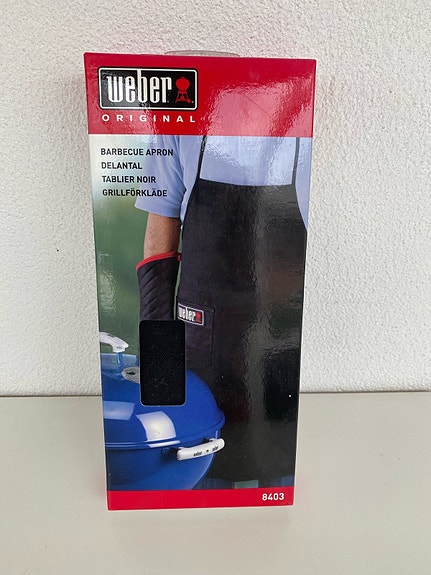 weber
ORIGINAL
BARBECUE APRON
DELANTAL
TABLIER NOIR
GRILLFÖRKLÄDE
weber
8403